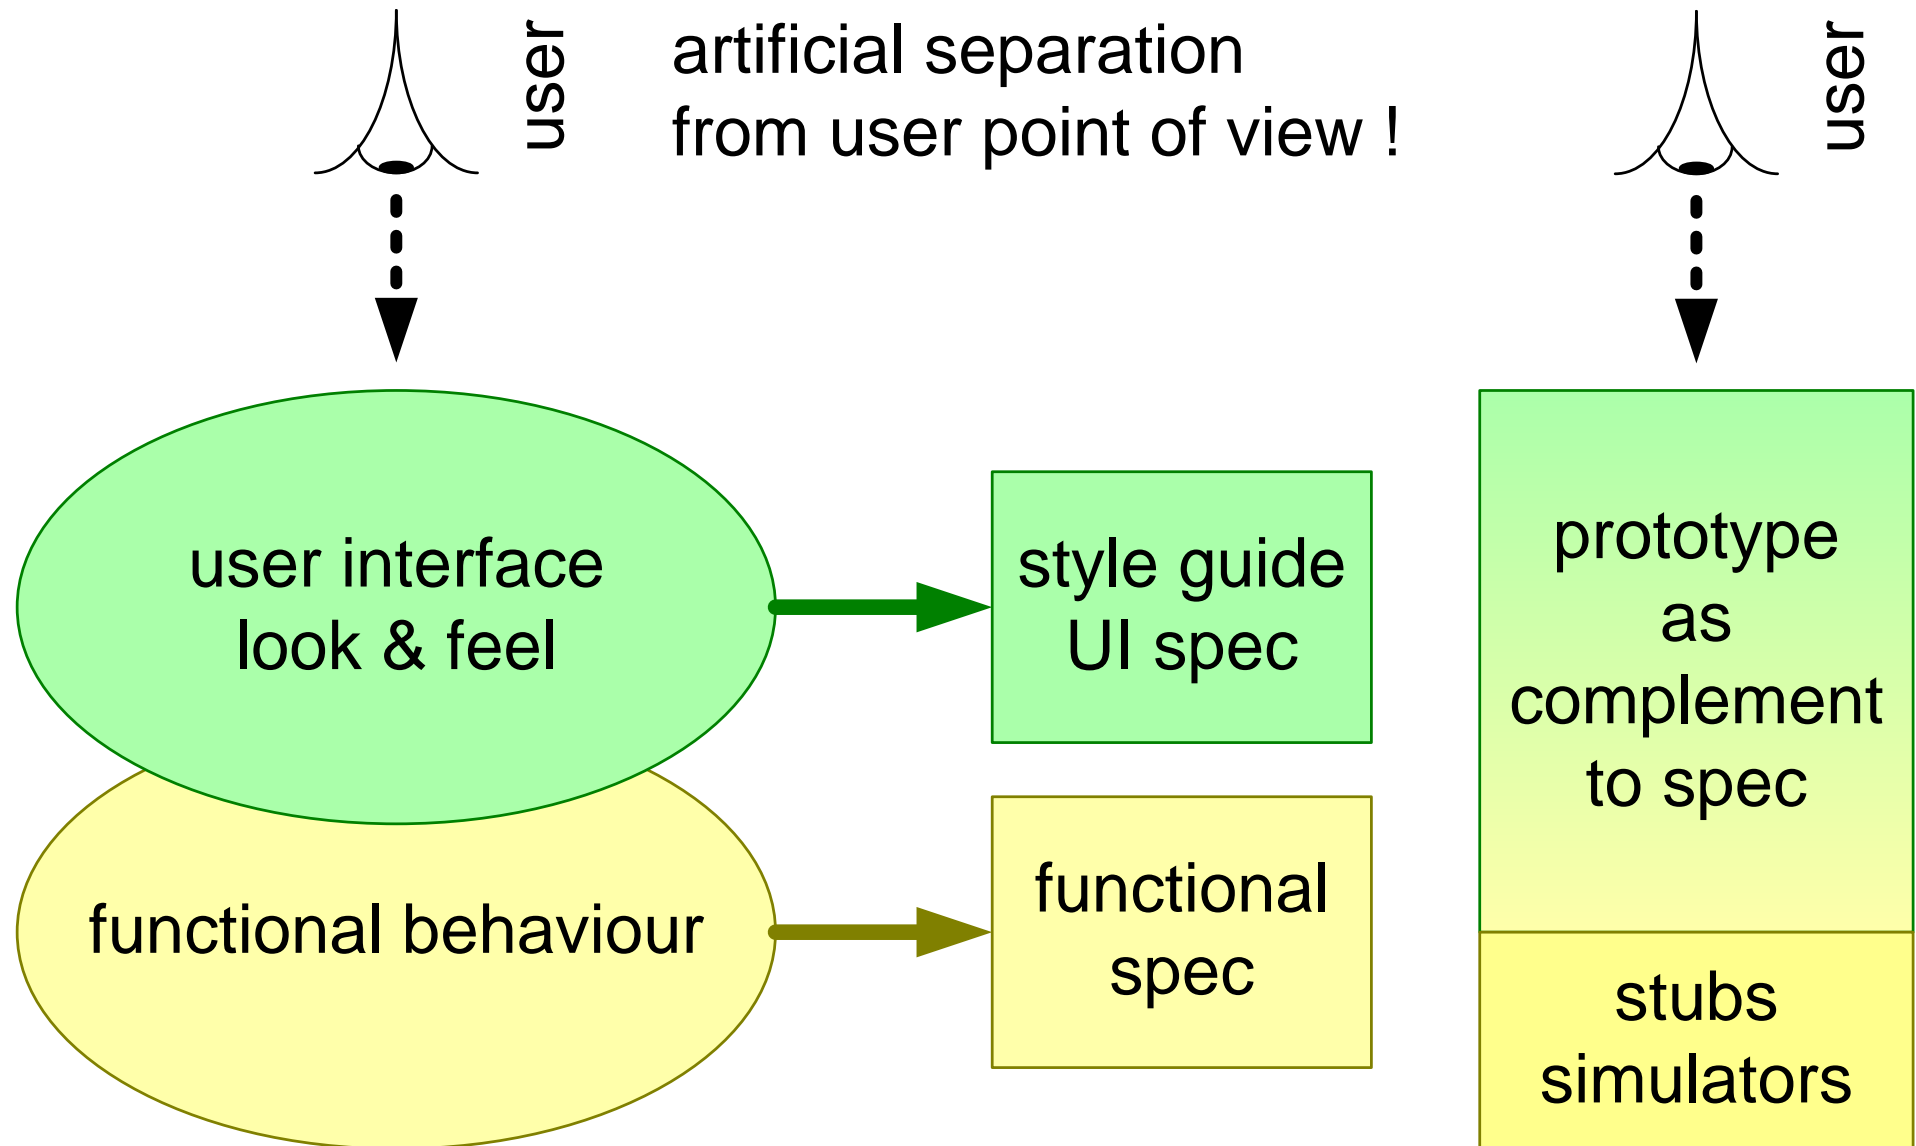 user
artificial separation
from user point of view !
user
user interface
look & feel
style guide
UI spec
prototype
as
complement
to spec
functional behaviour
functional
spec
stubs
simulators